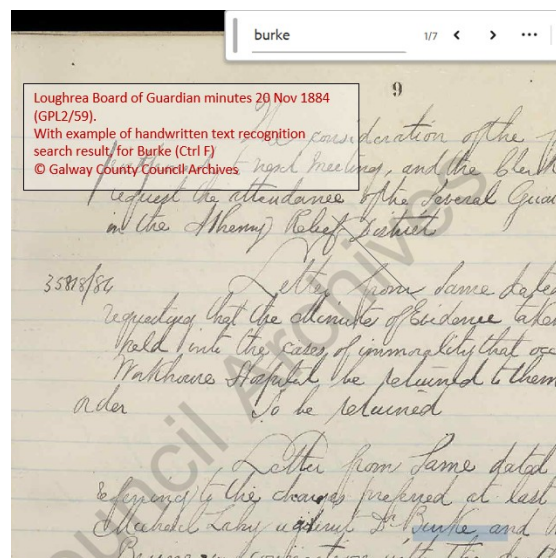 burke
1/7
9
Loughrea Board of Guardian minutes 20 Nov 1884
(GPL2/59).
With example of handwritten text recognition
search result, for Burke (Ctrl F)
© Galway County Council Archives
consideration of the
next meeting, and the Clerk
request the attendance of the Several Guar
in the Athenry Relief District
Letter from Same dated
requesting that the Minutes of Evidence taken
held into the cases of immorality that occ
Workhouse Hospital be returned to them
order To be returned
Letter from Same dated
referring to the charges preferred at last
Michael Lahy against Dr Burke and
Council Archives